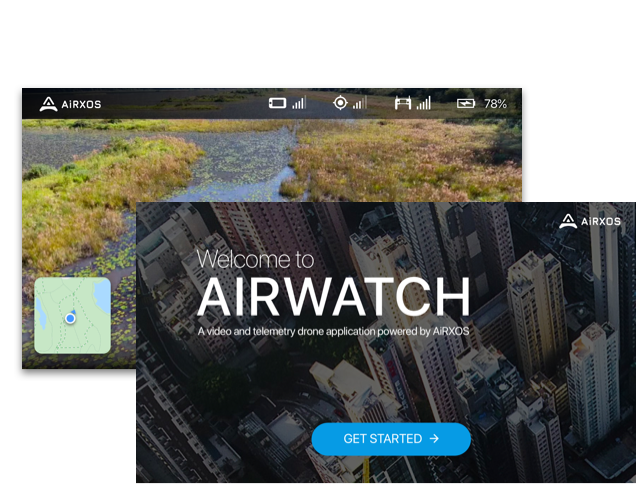 AiRXOS
78%
AiRXOS
Welcome to
AIRWATCH
A video and telemetry drone application powered by AiRXOS
GET STARTED →